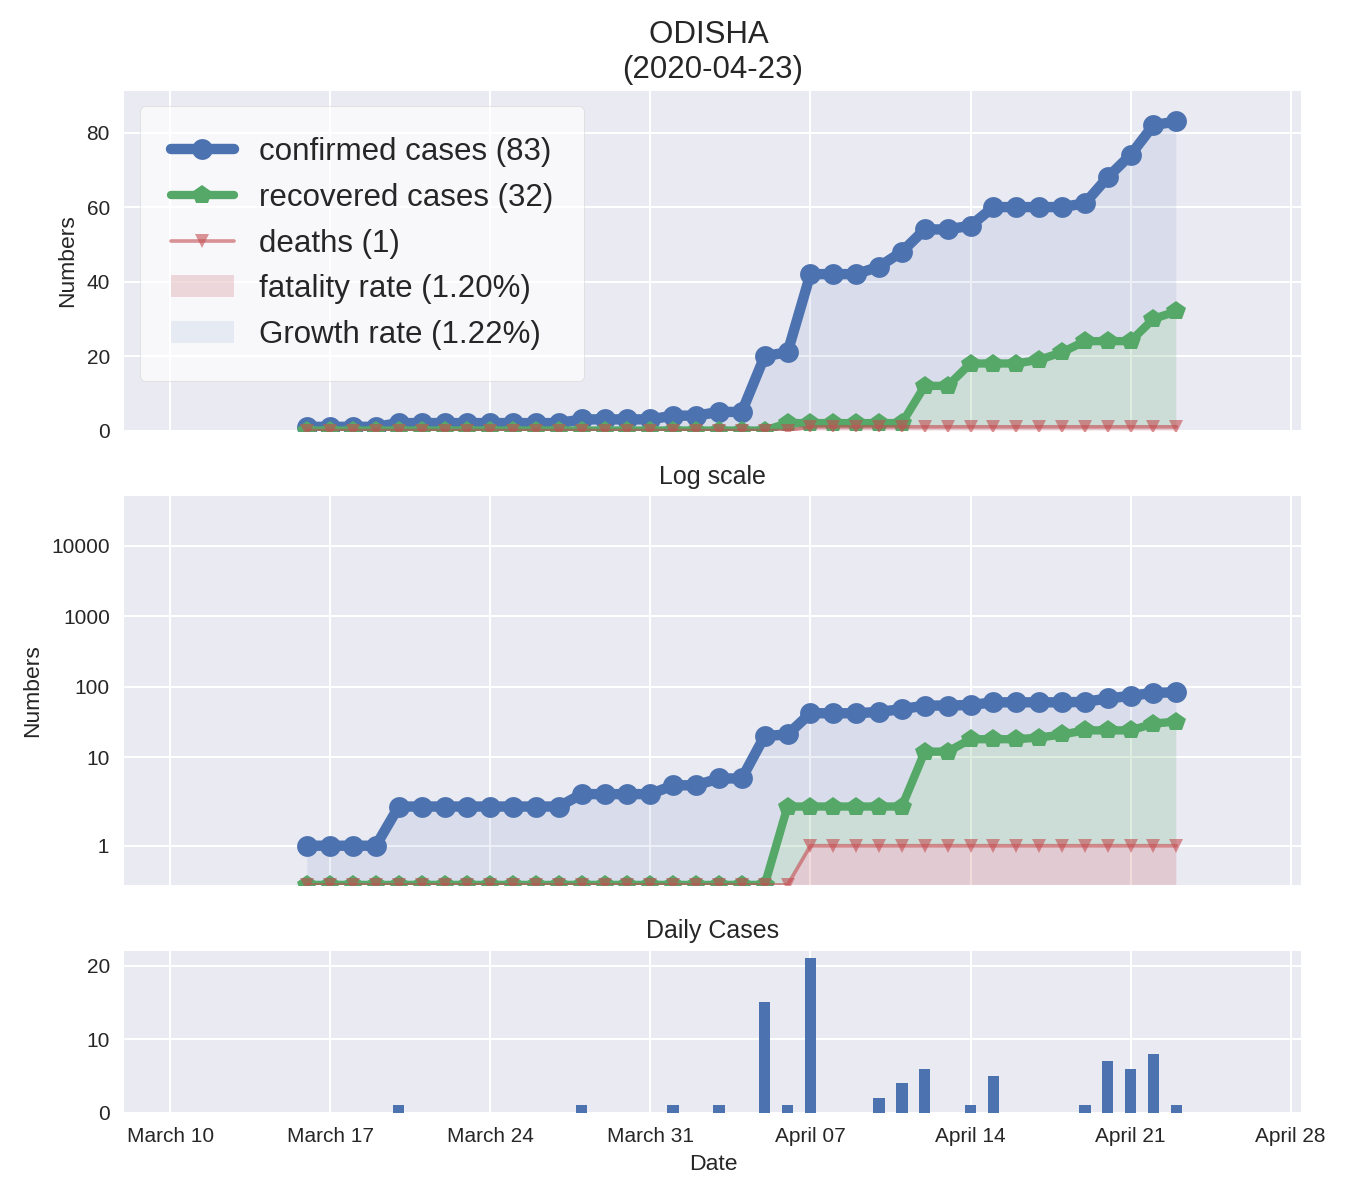 ODISHA
(2020-04-23)
80
60
40
20
0
Numbers
confirmed cases (83)
recovered cases (32)
deaths (1)
fatality rate (1.20%)
Growth rate (1.22%)
Log scale
10000
1000
100
10
1
Numbers
Daily Cases
20
10
0
March 10 March 17 March 24 March 31 April 07 April 14 April 21 April 28
Date